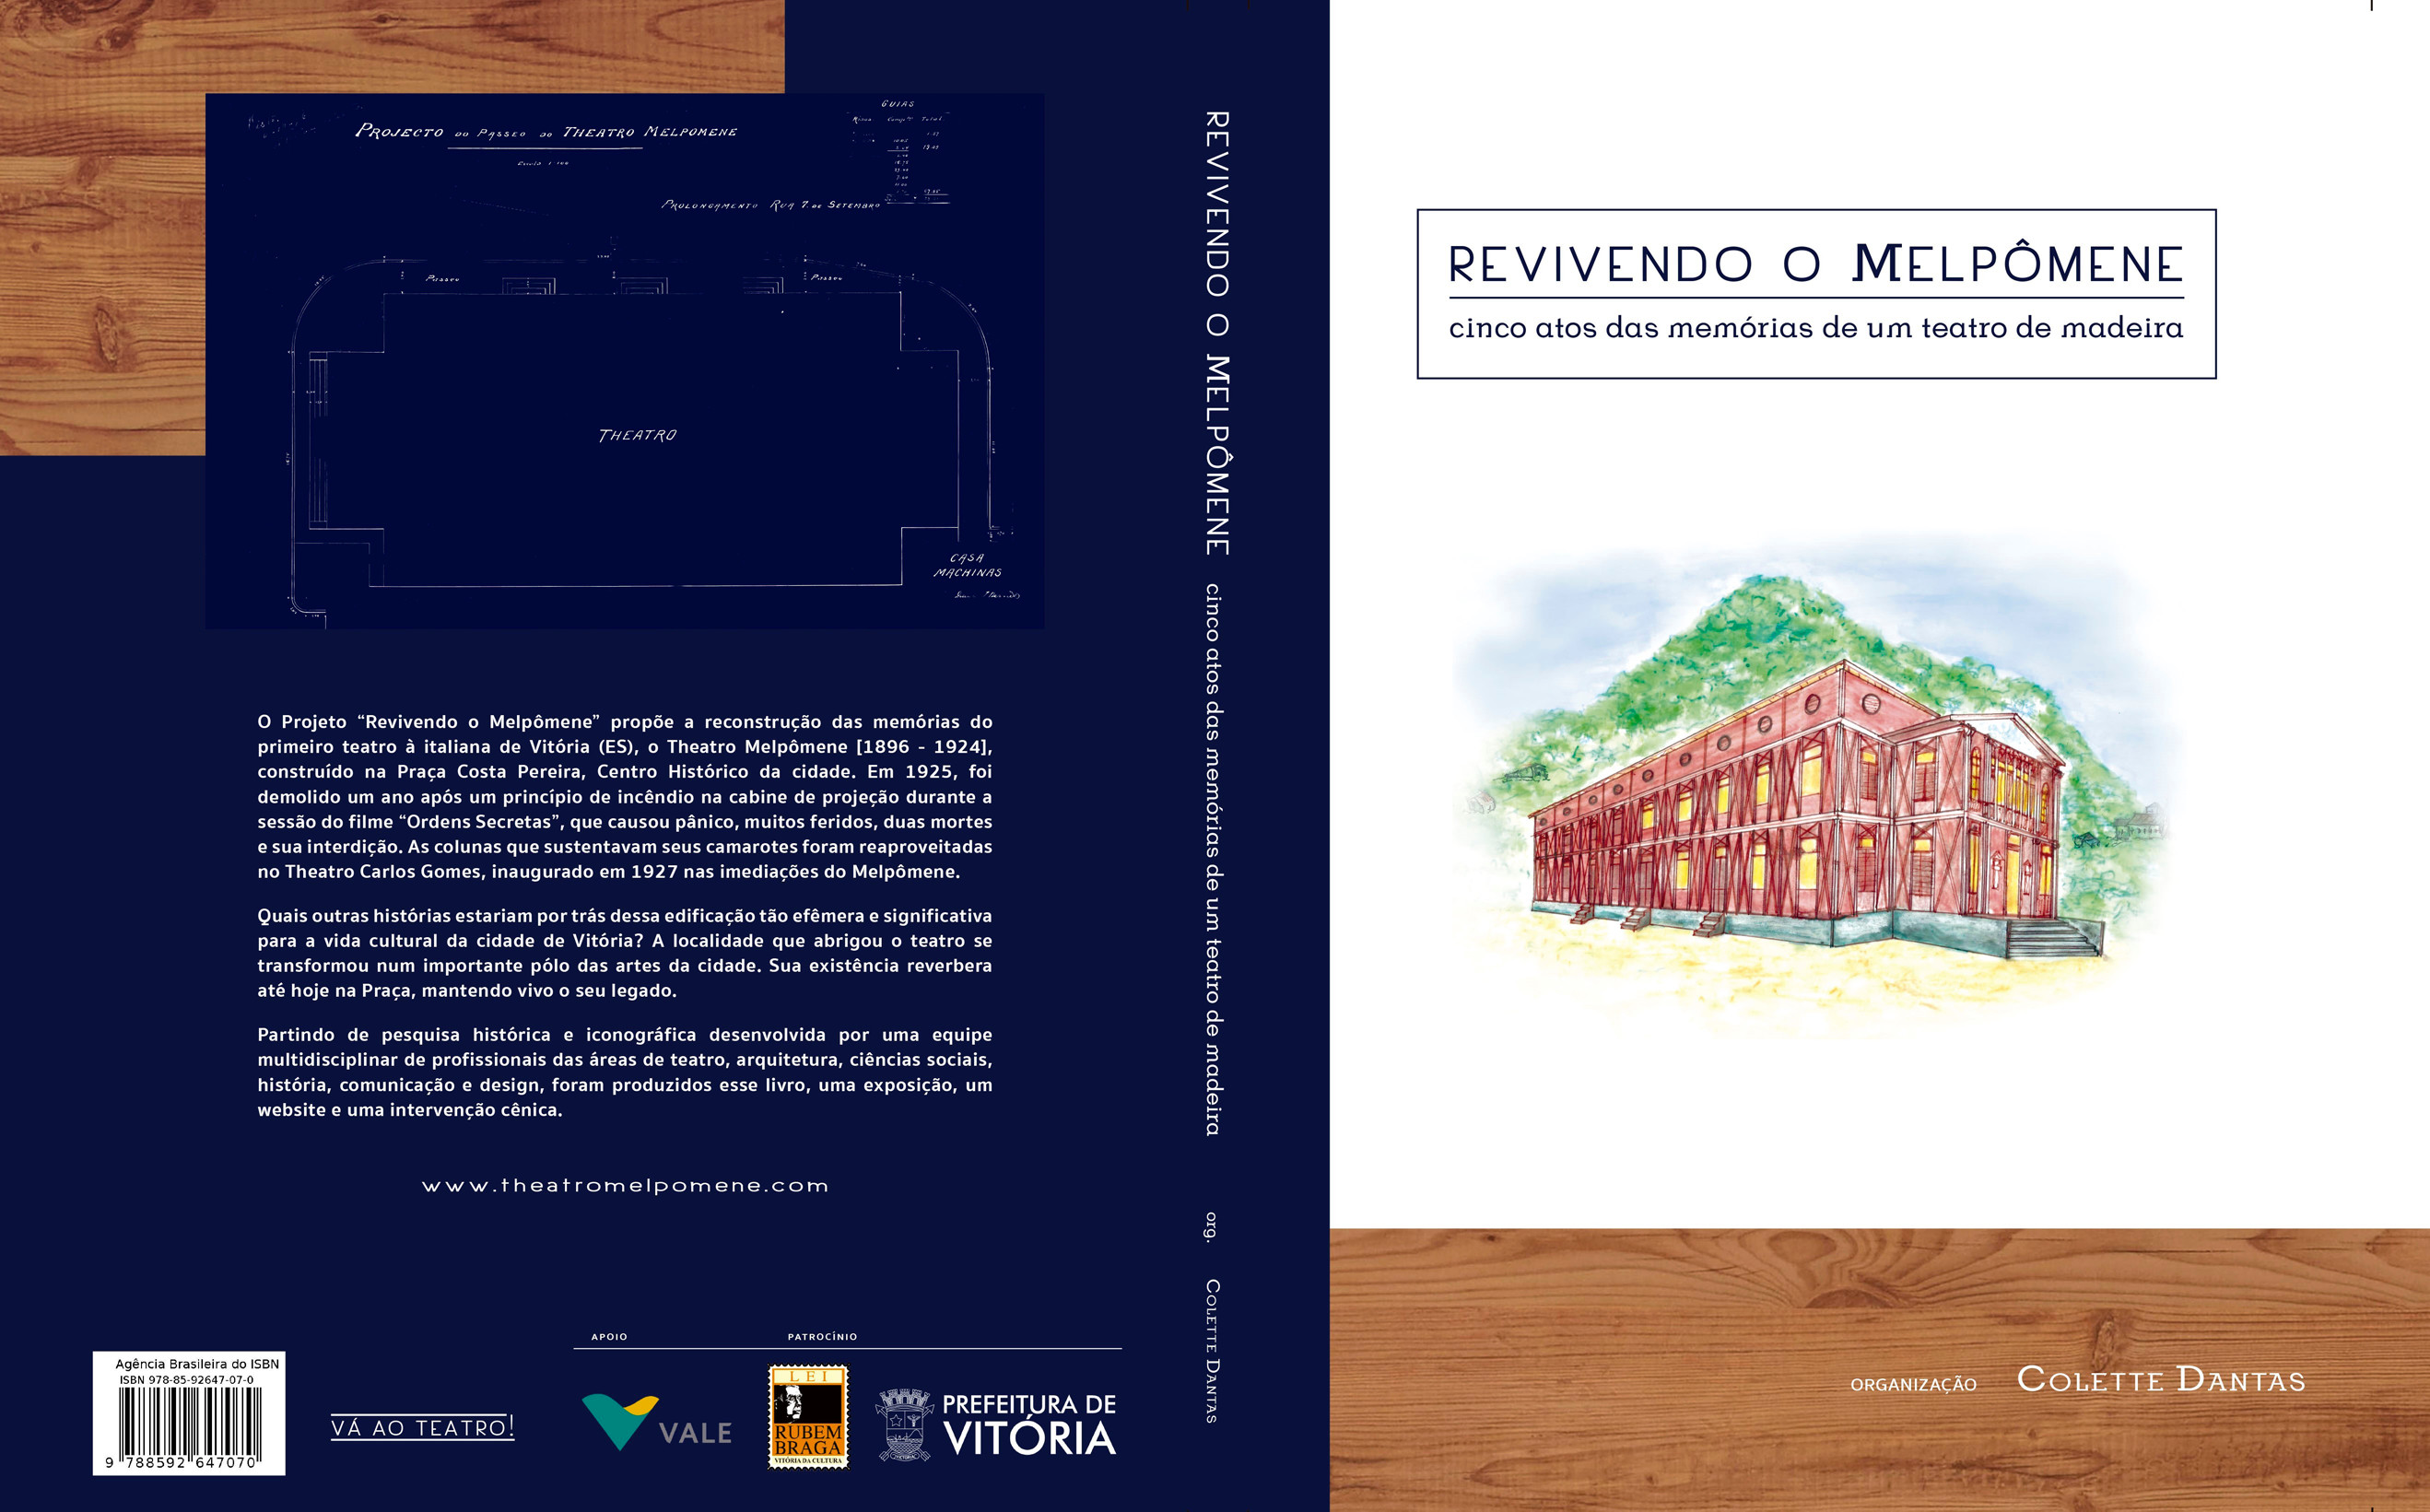 PROJECTO DO PASSEO AO THEATRO MELPOMENE
GUIAS
PROLONGAMENTO RUA 7 DE SETEMBRO
Passeo
Passeo
THEATRO
CASA
MACHINAS
O Projeto “Revivendo o Melpômene” propõe a reconstrução das memórias do
primeiro teatro à italiana de Vitória (ES), o Theatro Melpômene [1896 - 1924],
construído na Praça Costa Pereira, Centro Histórico da cidade. Em 1925, foi
demolido um ano após um princípio de incêndio na cabine de projeção durante a
sessão do filme “Ordens Secretas”, que causou pânico, muitos feridos, duas mortes
e sua interdição. As colunas que sustentavam seus camarotes foram reaproveitadas
no Theatro Carlos Gomes, inaugurado em 1927 nas imediações do Melpômene.
Quais outras histórias estariam por trás dessa edificação tão efêmera e significativa
para a vida cultural da cidade de Vitória? A localidade que abrigou o teatro se
transformou num importante pólo das artes da cidade. Sua existência reverbera
até hoje na Praça, mantendo vivo o seu legado.
Partindo de pesquisa histórica e iconográfica desenvolvida por uma equipe
multidisciplinar de profissionais das áreas de teatro, arquitetura, ciências sociais,
história, comunicação e design, foram produzidos esse livro, uma exposição, um
website e uma intervenção cênica.
www.theatromelpomene.com
Agência Brasileira do ISBN
ISBN 978-85-92647-07-0
9 788592 647070
VÁ AO TEATRO!
APOIO
VALE
PATROCÍNIO
LEI
RUBEM
BRAGA
VITÓRIA DA CULTURA
PREFEITURA DE
VITÓRIA
REVIVENDO O MELPÔMENE cinco atos das memórias de um teatro de madeira org. COLETTE DANTAS
REVIVENDO O MELPÔMENE
cinco atos das memórias de um teatro de madeira
ORGANIZAÇÃO COLETTE DANTAS